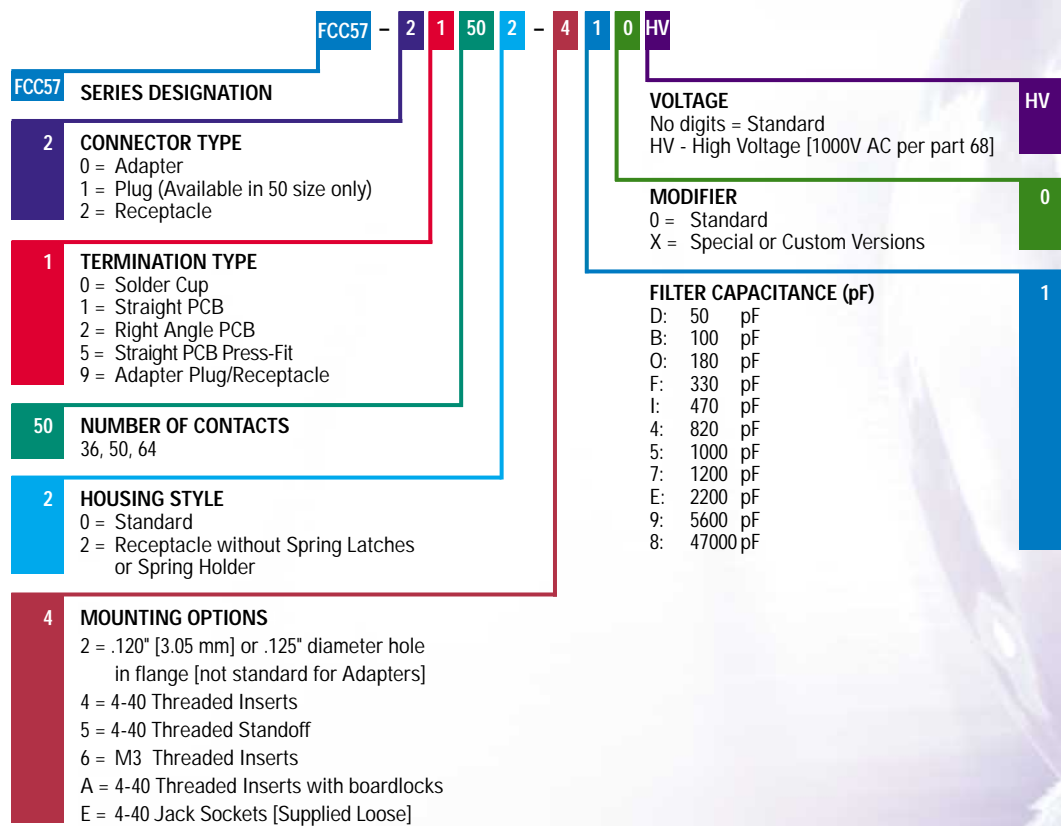 FCC57 – 2 1 50 2 – 4 1 0 HV
FCC57 SERIES DESIGNATION
2 CONNECTOR TYPE
0 = Adapter
1 = Plug (Available in 50 size only)
2 = Receptacle
1 TERMINATION TYPE
0 = Solder Cup
1 = Straight PCB
2 = Right Angle PCB
5 = Straight PCB Press-Fit
9 = Adapter Plug/Receptacle
50 NUMBER OF CONTACTS
36, 50, 64
2 HOUSING STYLE
0 = Standard
2 = Receptacle without Spring Latches
or Spring Holder
4 MOUNTING OPTIONS
2 = .120" [3.05 mm] or .125" diameter hole
in flange [not standard for Adapters]
4 = 4-40 Threaded Inserts
5 = 4-40 Threaded Standoff
6 = M3 Threaded Inserts
A = 4-40 Threaded Inserts with boardlocks
E = 4-40 Jack Sockets [Supplied Loose]
VOLTAGE HV
No digits = Standard
HV - High Voltage [1000V AC per part 68]
MODIFIER 0
0 = Standard
X = Special or Custom Versions
FILTER CAPACITANCE (pF) 1
D: 50 pF
B: 100 pF
O: 180 pF
F: 330 pF
I: 470 pF
4: 820 pF
5: 1000 pF
7: 1200 pF
E: 2200 pF
9: 5600 pF
8: 47000 pF